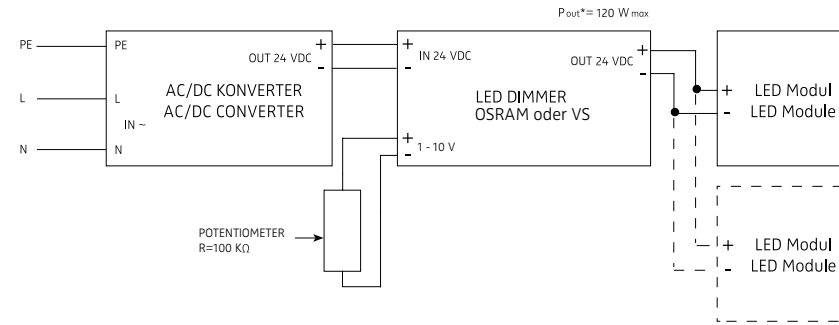 P out*= 120 W max
PE
PE
OUT 24 VDC
+
-
AC/DC KONVERTER
AC/DC CONVERTER
L
L
IN ~
N
N
+
-
IN 24 VDC
OUT 24 VDC
+
-
LED DIMMER
OSRAM oder VS
+
-
1 - 10 V
POTENTIOMETER
R=100 KΩ
+
-
LED Modul
LED Module
+
-
LED Modul
LED Module